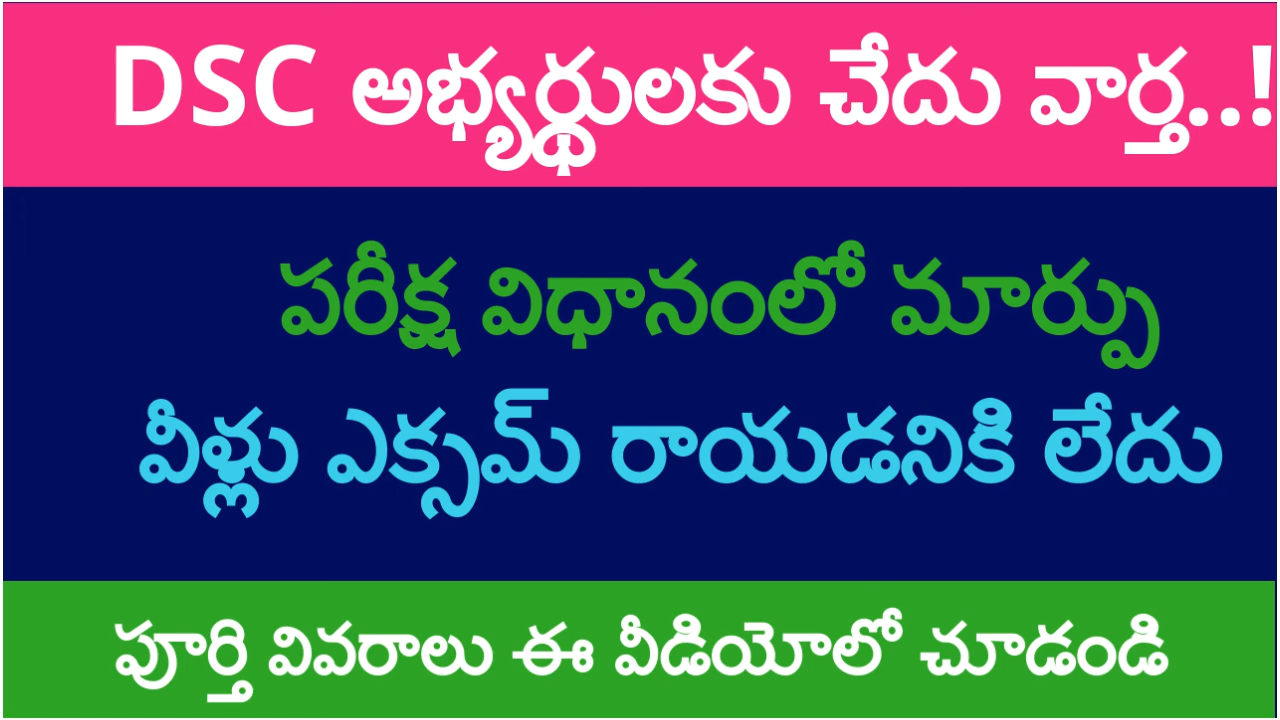 DSC అభ్యర్థులకు చేదు వార్త..!
పరీక్ష విధానంలో మార్పు
వీళ్లు ఎక్సమ్ రాయడనికి లేదు
పూర్తి వివరాలు ఈ వీడియోలో చూడండి